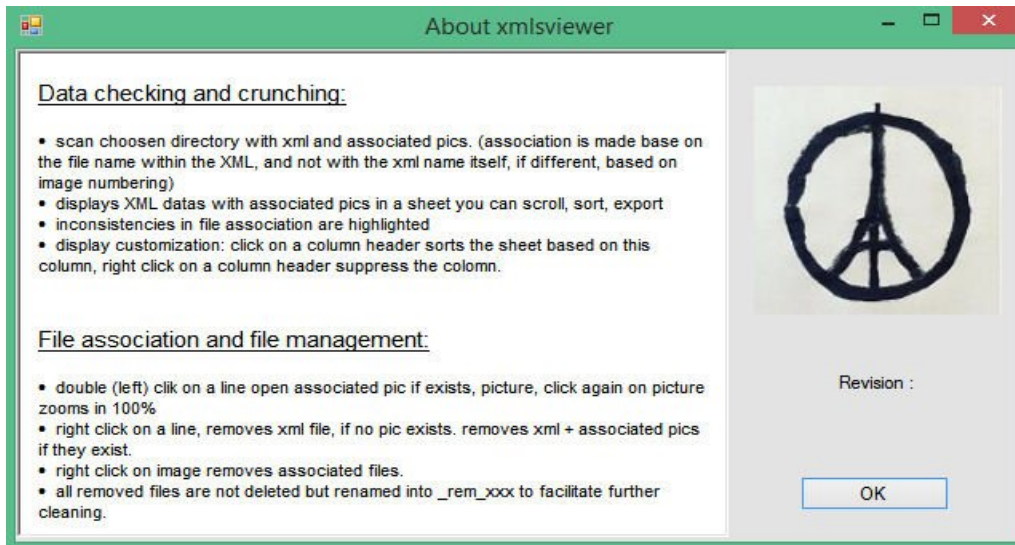 About xmlsviewer
Data checking and crunching:
• scan choosen directory with xml and associated pics. (association is made base on
the file name within the XML, and not with the xml name itself, if different, based on
image numbering)
• displays XML datas with associated pics in a sheet you can scroll, sort, export
• inconsistencies in file association are highlighted
• display customization: click on a column header sorts the sheet based on this
column, right click on a column header suppress the colomn.
File association and file management:
• double (left) clik on a line open associated pic if exists, picture, click again on picture
zooms in 100%
• right click on a line, removes xml file, if no pic exists. removes xml + associated pics
if they exist.
• right click on image removes associated files.
• all removed files are not deleted but renamed into _rem_xxx to facilitate further
cleaning.
Revision :
OK